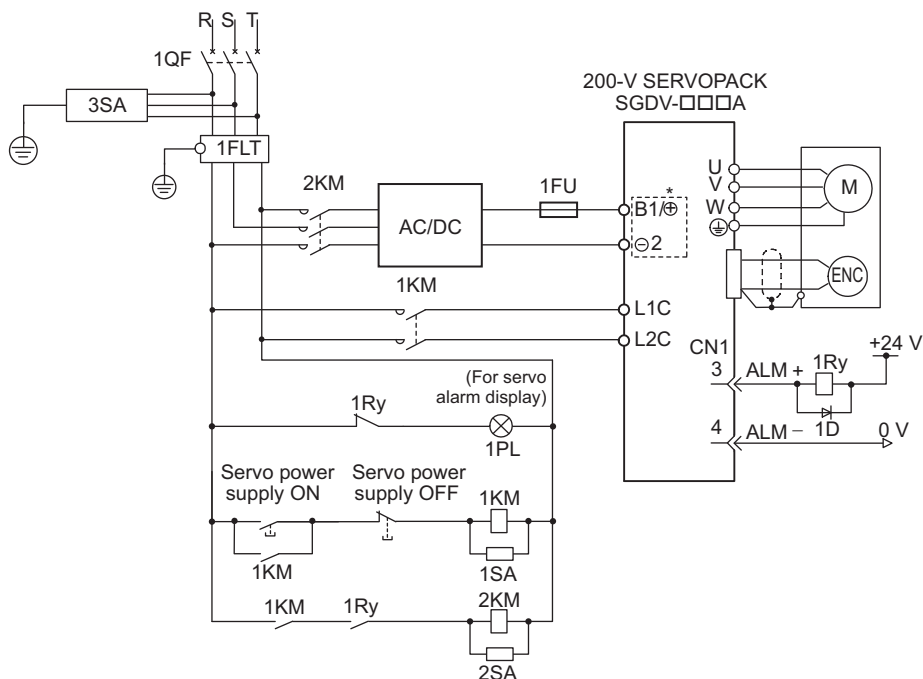 R S T
1QF
3SA
1FLT
2KM
AC/DC
1FU
200-V SERVOPACK
SGDV-□□□A
*
B1/⊕
⊖2
U
V
W
M
ENC
1KM
L1C
L2C
CN1
3
ALM +
1Ry
+24 V
1D
4
ALM −
0 V
(For servo
alarm display)
1Ry
1PL
Servo power
supply ON
Servo power
supply OFF
1KM
1KM
1SA
1KM
1Ry
2KM
2SA